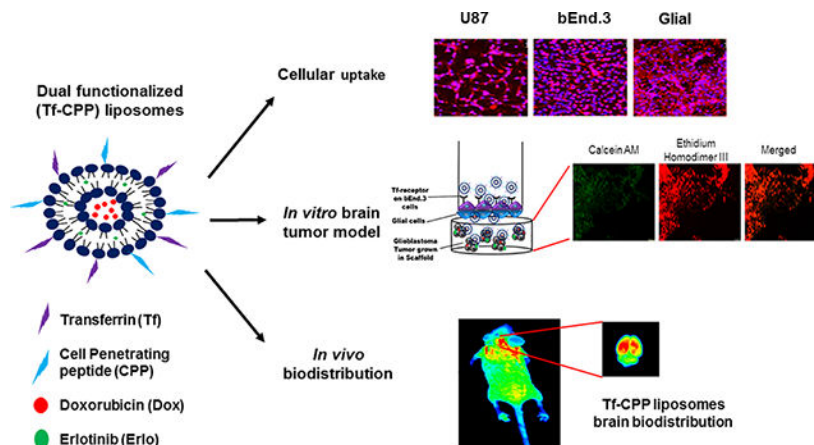 U87 bEnd.3 Glial
Dual functionalized
(Tf-CPP) liposomes
Cellular uptake
In vitro brain
tumor model
Tf-receptor
on bEnd.3
cells
Glial cells
Glioblastoma
Tumor grown
in Scaffold
Calcein AM
Ethidium
Homodimer III
Merged
Transferrin (Tf)
Cell Penetrating
peptide (CPP)
Doxorubicin (Dox)
Erlotinib (Erlo)
In vivo
biodistribution
Tf-CPP liposomes
brain biodistribution